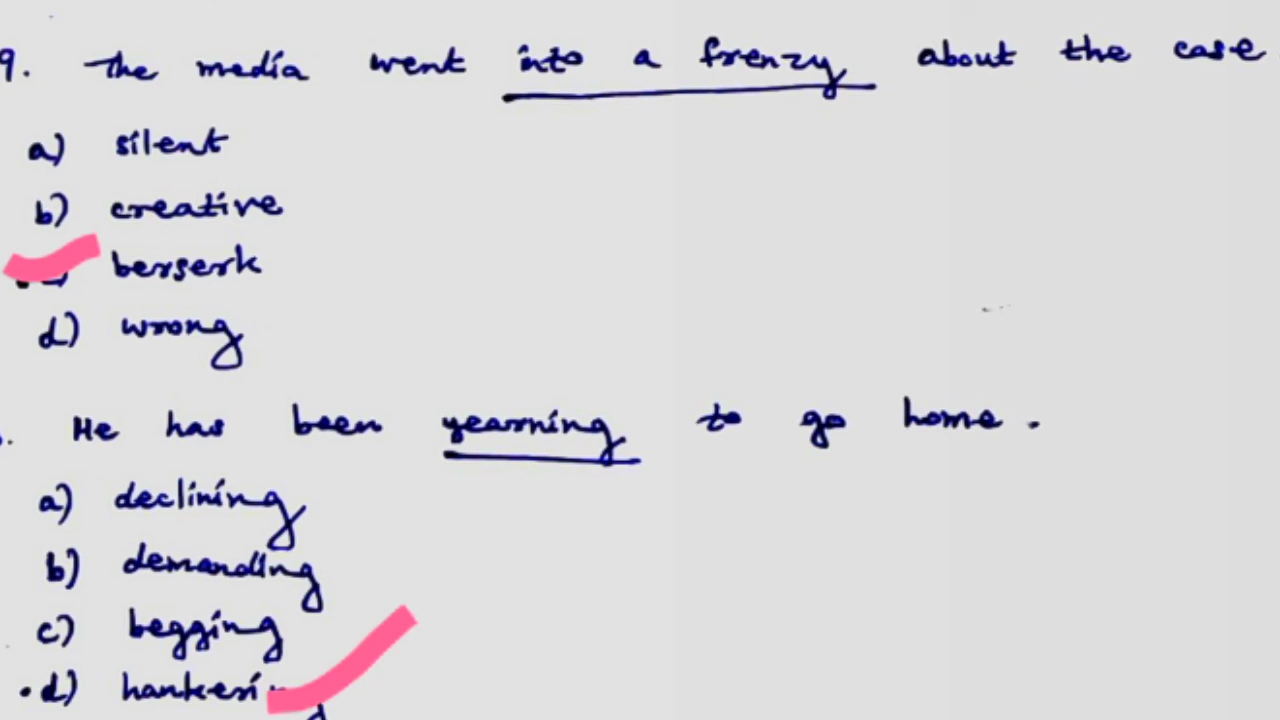 9. The media went into a frenzy about the case.
a) silent
b) creative
berserk
d) wrong
. He has been yearning to go home.
a) declining
b) demanding
c) begging
d) hankering